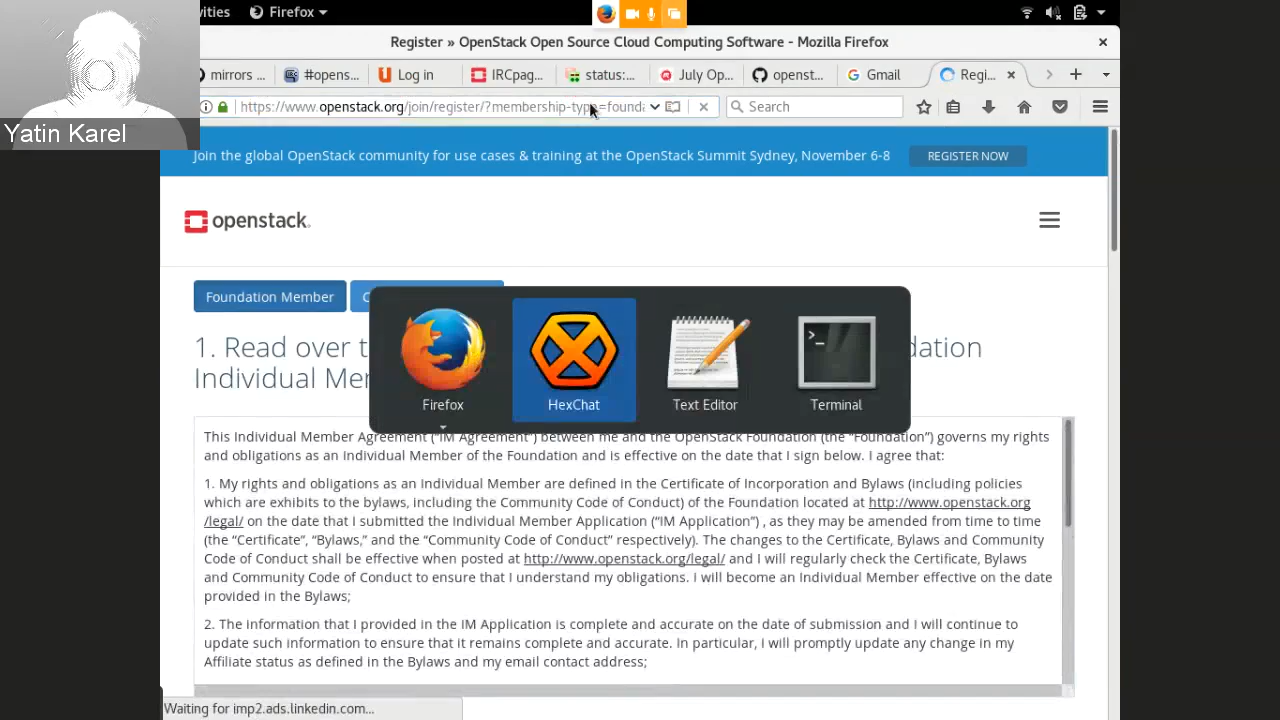 vities
Firefox
Register » OpenStack Open Source Cloud Computing Software - Mozilla Firefox
mirrors ...
#opens...
Log in
IRCpag...
status:...
July Op...
openst...
Gmail
Regi...
https://www.openstack.org/join/register/?membership-type=found
Search
Yatin Karel
Join the global OpenStack community for use cases & training at the OpenStack Summit Sydney, November 6-8
REGISTER NOW
openstack.
Foundation Member
C
1. Read over t
dation
Individual Mer
Firefox
HexChat
Text Editor
Terminal
This Individual Member Agreement ("IM Agreement") between me and the OpenStack Foundation (the “Foundation”) governs my rights
and obligations as an Individual Member of the Foundation and is effective on the date that I sign below. I agree that:
1. My rights and obligations as an Individual Member are defined in the Certificate of Incorporation and Bylaws (including policies
which are exhibits to the bylaws, including the Community Code of Conduct) of the Foundation located at http://www.openstack.org
/legal/ on the date that I submitted the Individual Member Application (“IM Application”) , as they may be amended from time to time
(the “Certificate”, “Bylaws,” and the “Community Code of Conduct” respectively). The changes to the Certificate, Bylaws and Community
Code of Conduct shall be effective when posted at http://www.openstack.org/legal/ and I will regularly check the Certificate, Bylaws
and Community Code of Conduct to ensure that I understand my obligations. I will become an Individual Member effective on the date
provided in the Bylaws;
2. The information that I provided in the IM Application is complete and accurate on the date of submission and I will continue to
update such information to ensure that it remains complete and accurate. In particular, I will promptly update any change in my
Affiliate status as defined in the Bylaws and my email contact address;
Waiting for imp2.ads.linkedin.com...